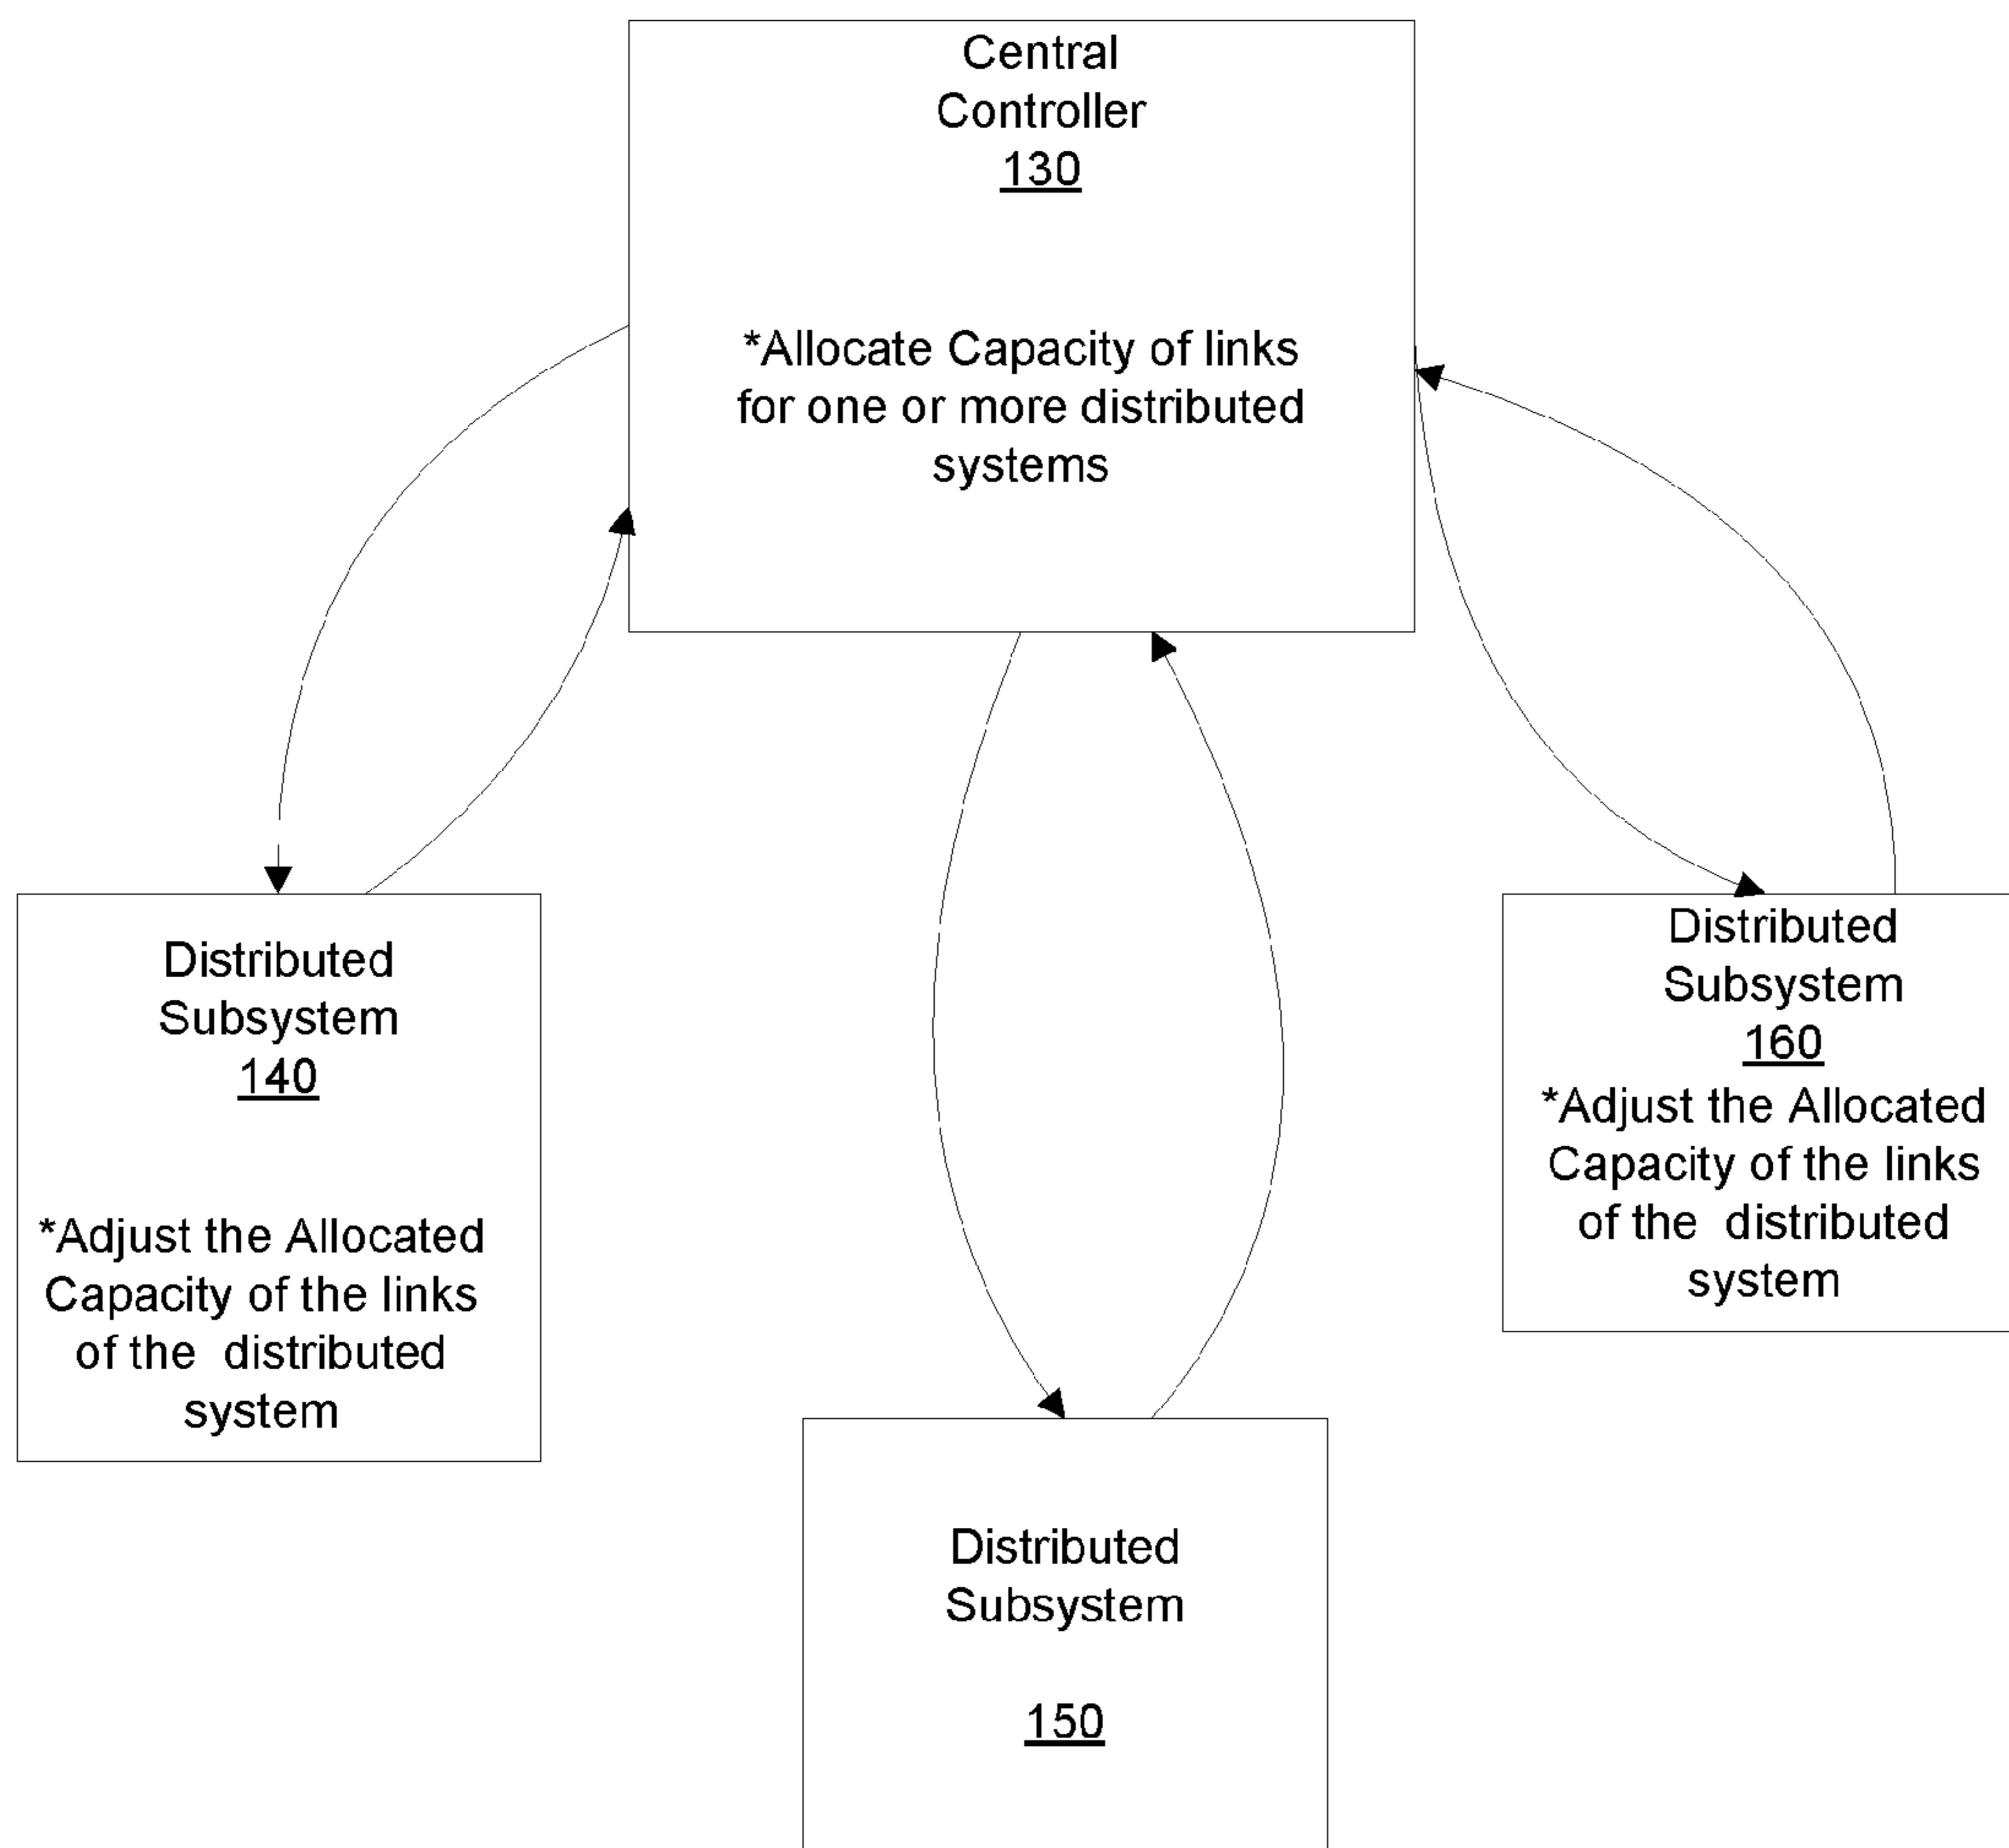 Central
Controller
130
*Allocate Capacity of links
for one or more distributed
systems
Distributed
Subsystem
140
*Adjust the Allocated
Capacity of the links
of the  distributed
system
Distributed
Subsystem
160
*Adjust the Allocated
Capacity of the links
of the  distributed
system
Distributed
Subsystem
150